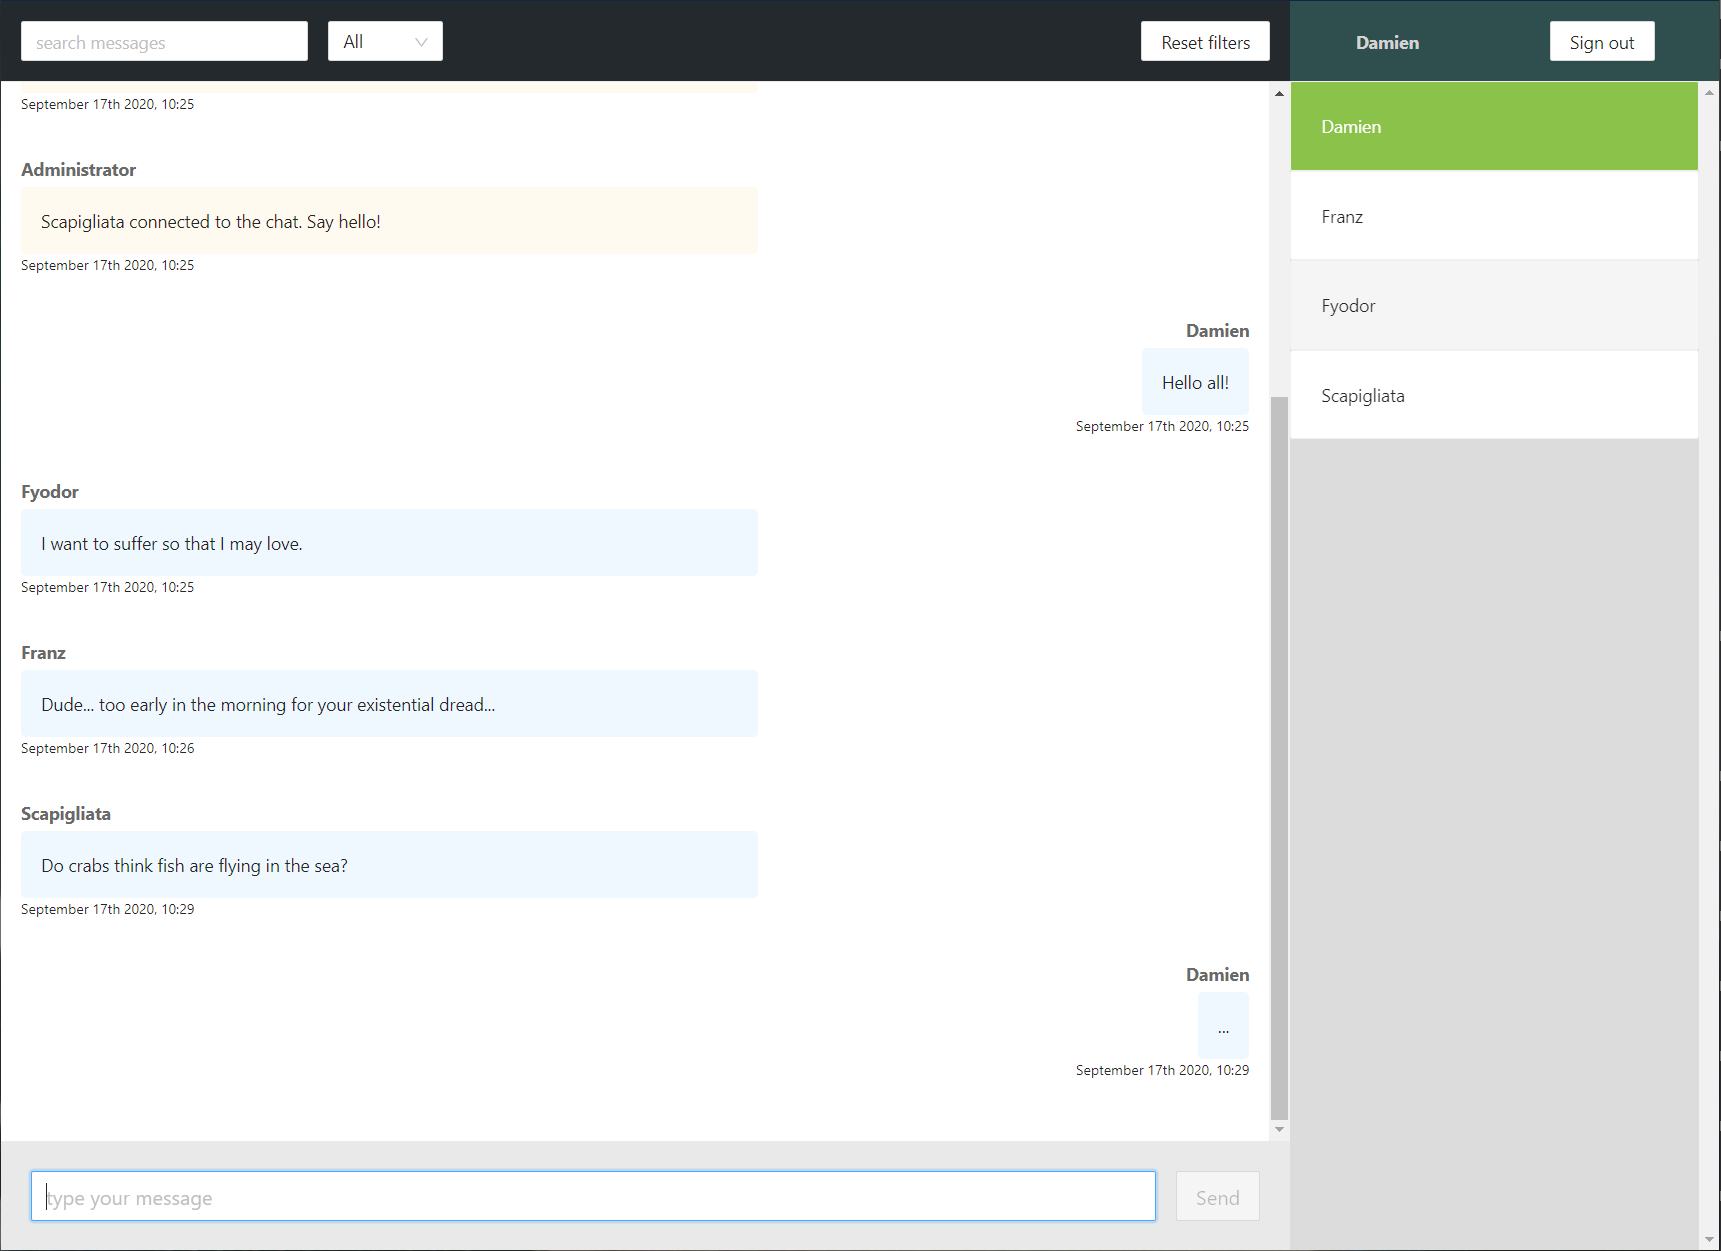 search messages
All
Reset filters
Damien
Sign out
September 17th 2020, 10:25
Administrator
Scapigliata connected to the chat. Say hello!
September 17th 2020, 10:25
Damien
Hello all!
September 17th 2020, 10:25
Fyodor
I want to suffer so that I may love.
September 17th 2020, 10:25
Franz
Dude... too early in the morning for your existential dread...
September 17th 2020, 10:26
Scapigliata
Do crabs think fish are flying in the sea?
September 17th 2020, 10:29
Damien
...
September 17th 2020, 10:29
type your message
Send
Damien
Franz
Fyodor
Scapigliata